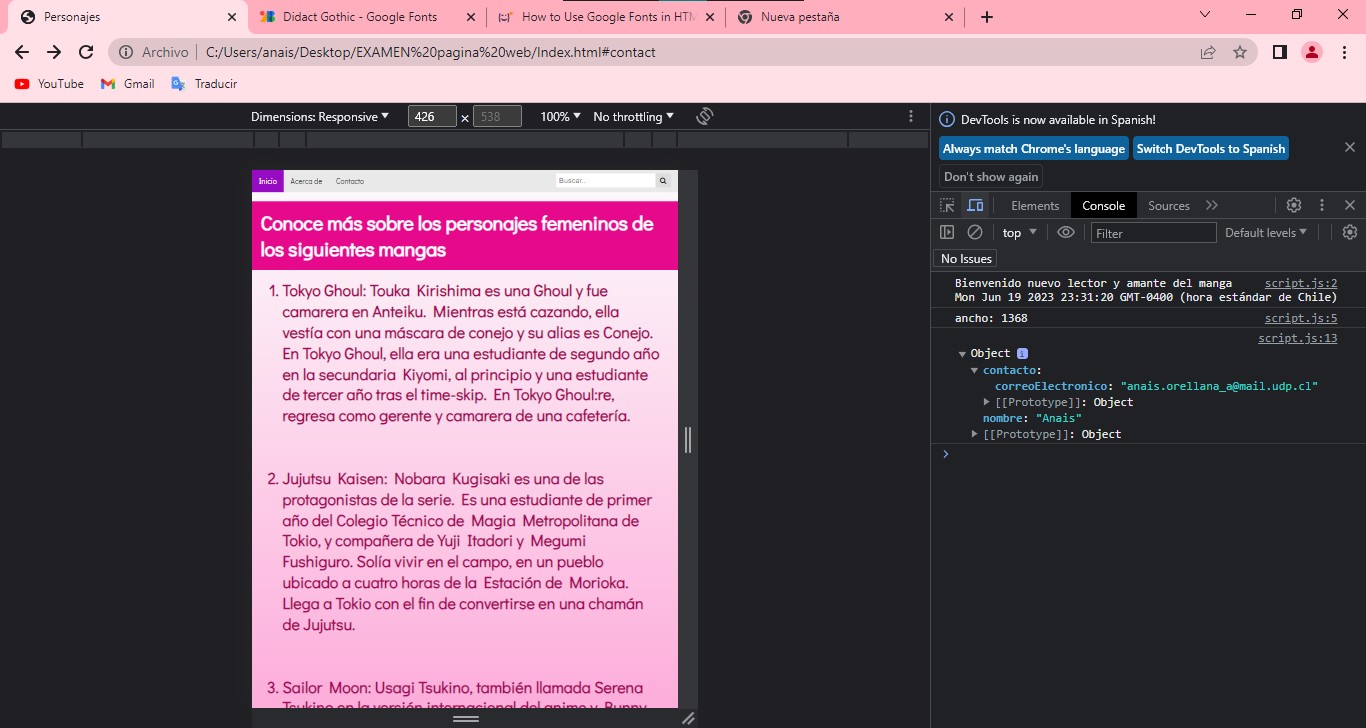 Personajes
Didact Gothic - Google Fonts
How to Use Google Fonts in HTM
Nueva pestaña
Archivo
C:/Users/anais/Desktop/EXAMEN%20pagina%20web/Index.html#contact
YouTube
Gmail
Traducir
Dimensions: Responsive
426 × 538
100%
No throttling
Inicio
Acerca de
Contacto
Buscar..
Conoce más sobre los personajes femeninos de
los siguientes mangas
1. Tokyo Ghoul: Touka Kirishima es una Ghoul y fue
camarera en Anteiku. Mientras está cazando, ella
vestía con una máscara de conejo y su alias es Conejo.
En Tokyo Ghoul, ella era una estudiante de segundo año
en la secundaria Kiyomi, al principio y una estudiante
de tercer año tras el time-skip. En Tokyo Ghoul:re,
regresa como gerente y camarera de una cafetería.
2. Jujutsu Kaisen: Nobara Kugisaki es una de las
protagonistas de la serie. Es una estudiante de primer
año del Colegio Técnico de Magia Metropolitana de
Tokio, y compañera de Yuji Itadori y Megumi
Fushiguro. Solía vivir en el campo, en un pueblo
ubicado a cuatro horas de la Estación de Morioka.
Llega a Tokio con el fin de convertirse en una chamán
de Jujutsu.
3. Sailor Moon: Usagi Tsukino, también llamada Serena
Tsukino en la versión internacional del anime y Bunny
DevTools is now available in Spanish!
Always match Chrome's language
Switch DevTools to Spanish
Don't show again
Elements
Console
Sources
top
Filter
Default levels
No Issues
Bienvenido nuevo lector y amante del manga script.js:2
Mon Jun 19 2023 23:31:20 GMT-0400 (hora estándar de Chile)
ancho: 1368 script.js:5
script.js:13
Object
contacto:
correoElectronico: "anais.orellana_a@mail.udp.cl"
[[Prototype]]: Object
nombre: "Anais"
[[Prototype]]: Object